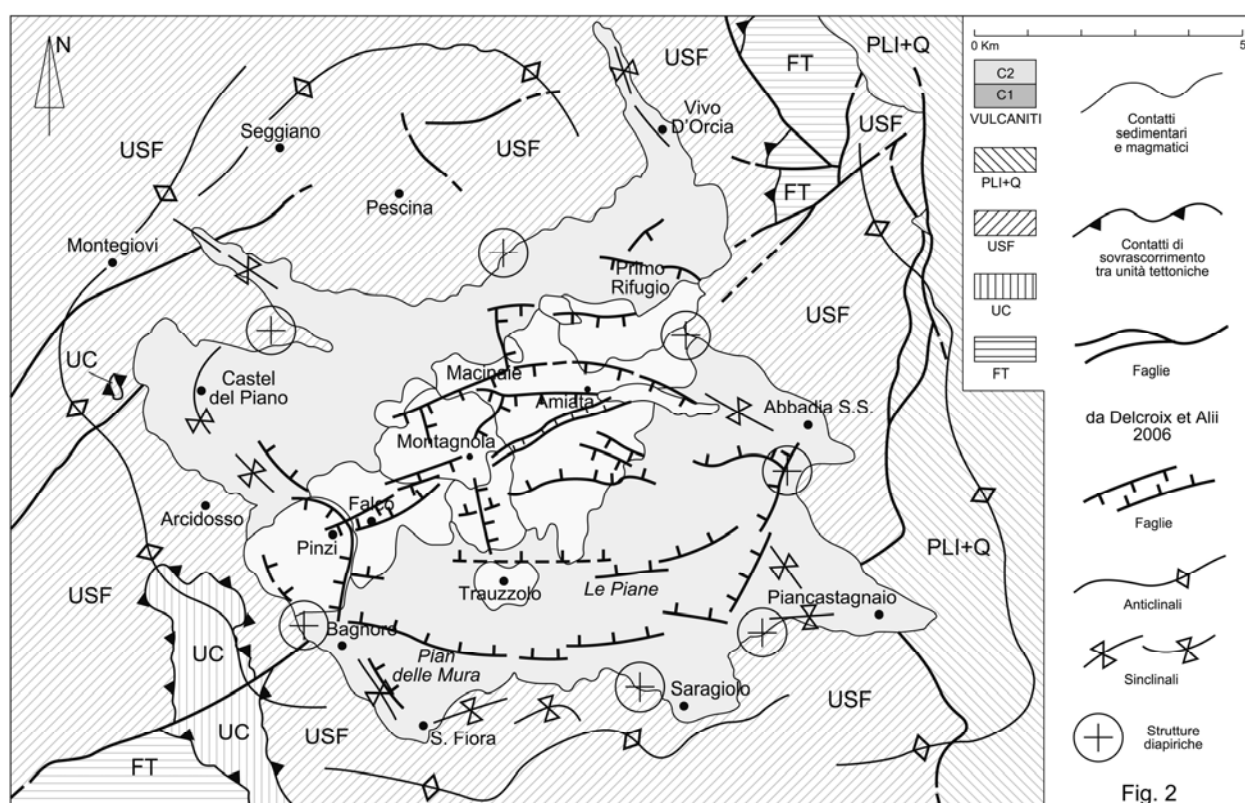 N
USF
Seggiano
USF
Pescina
Montegiovi
UC
Castel
del Piano
Arcidosso
USF
UC
UC
FT
USF
Vivo
D'Orcia
USF
FT
FT
PLI+Q
USF
Primo
Rifugio
USF
Macinaie
Amiata
Abbadia S.S.
Montagnola
Falco
Pinzi
Trauzzolo
Le Piane
Piancastagnaio
PLI+Q
Bagnore
Pian
delle Mura
Saragiolo
S. Fiora
USF
0 Km
5
C2
C1
VULCANITI
PLI+Q
USF
UC
FT
Contatti
sedimentari
e magmatici
Contatti di
sovrascorrimento
tra unità tettoniche
Faglie
da Delcroix et Alii
2006
Faglie
Anticlinali
Sinclinali
Strutture
diapiriche
Fig. 2